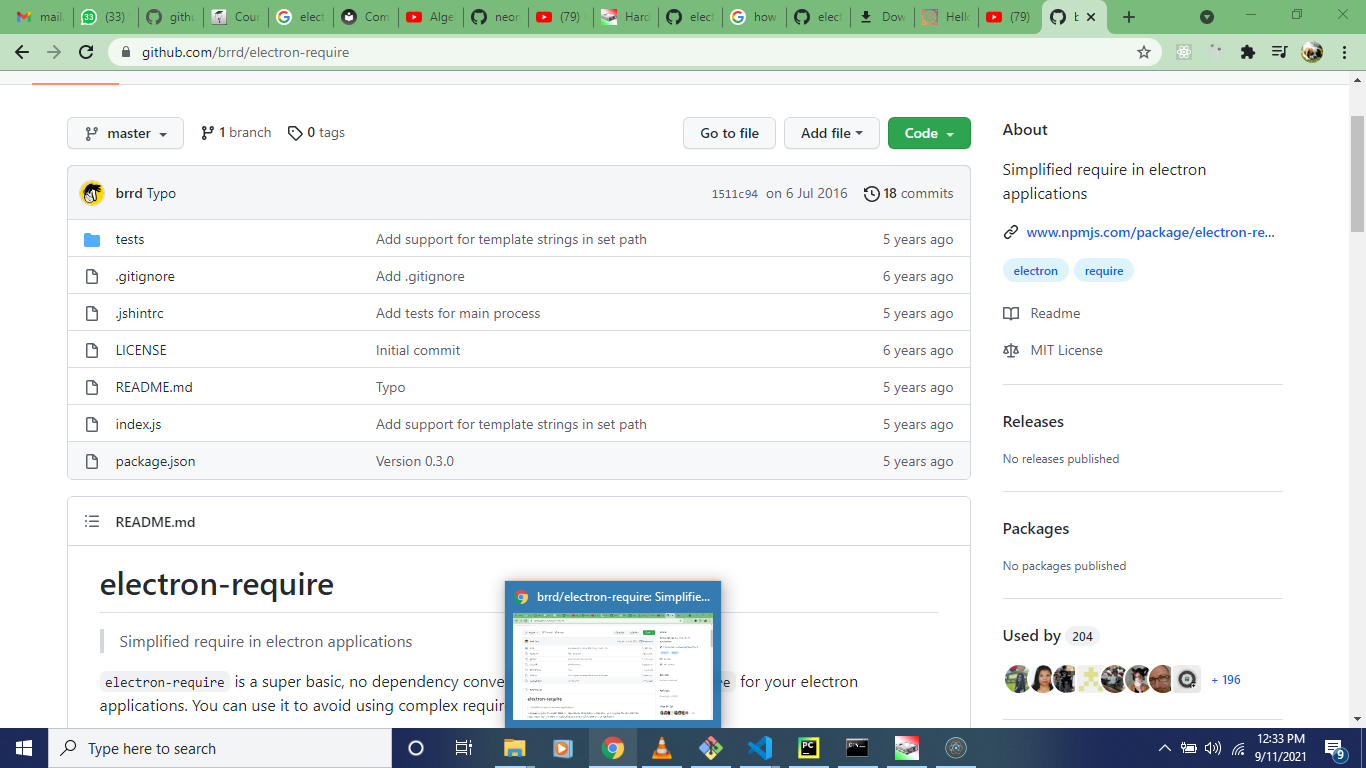 mail (33) githu Cour elect Com Alge neon (79) Hard elect how elect Dow Hello (79) b
github.com/brrd/electron-require
master 1 branch 0 tags Go to file Add file Code
brrd Typo 1511c94 on 6 Jul 2016 18 commits
tests Add support for template strings in set path 5 years ago
.gitignore Add .gitignore 6 years ago
.jshintrc Add tests for main process 5 years ago
LICENSE Initial commit 6 years ago
README.md Typo 5 years ago
index.js Add support for template strings in set path 5 years ago
package.json Version 0.3.0 5 years ago
README.md
electron-require
Simplified require in electron applications
electron-require is a super basic, no dependency conve for your electron
applications. You can use it to avoid using complex requir
brrd/electron-require: Simplifie...
About
Simplified require in electron
applications
www.npmjs.com/package/electron-re...
electron require
Readme
MIT License
Releases
No releases published
Packages
No packages published
Used by 204
+ 196
Type here to search
PC
12:33 PM
9/11/2021
9